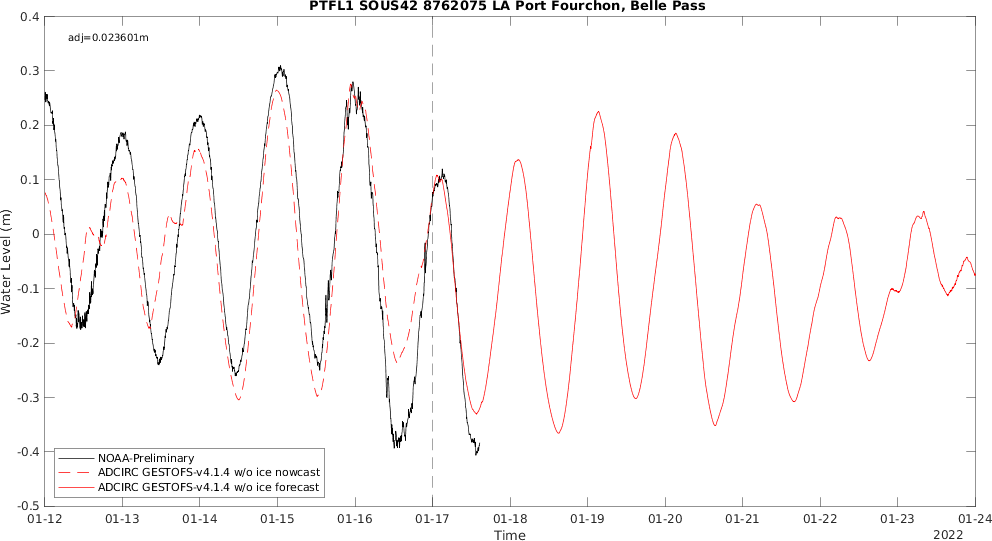 PTFL1 SOUS42 8762075 LA Port Fourchon, Belle Pass
adj=0.023601m
0.4
0.3
0.2
0.1
0
-0.1
-0.2
-0.3
-0.4
-0.5
Water Level (m)
NOAA-Preliminary
ADCIRC GESTOFS-v4.1.4 w/o ice nowcast
ADCIRC GESTOFS-v4.1.4 w/o ice forecast
01-12 01-13 01-14 01-15 01-16 01-17 01-18 01-19 01-20 01-21 01-22 01-23 01-24
Time
2022